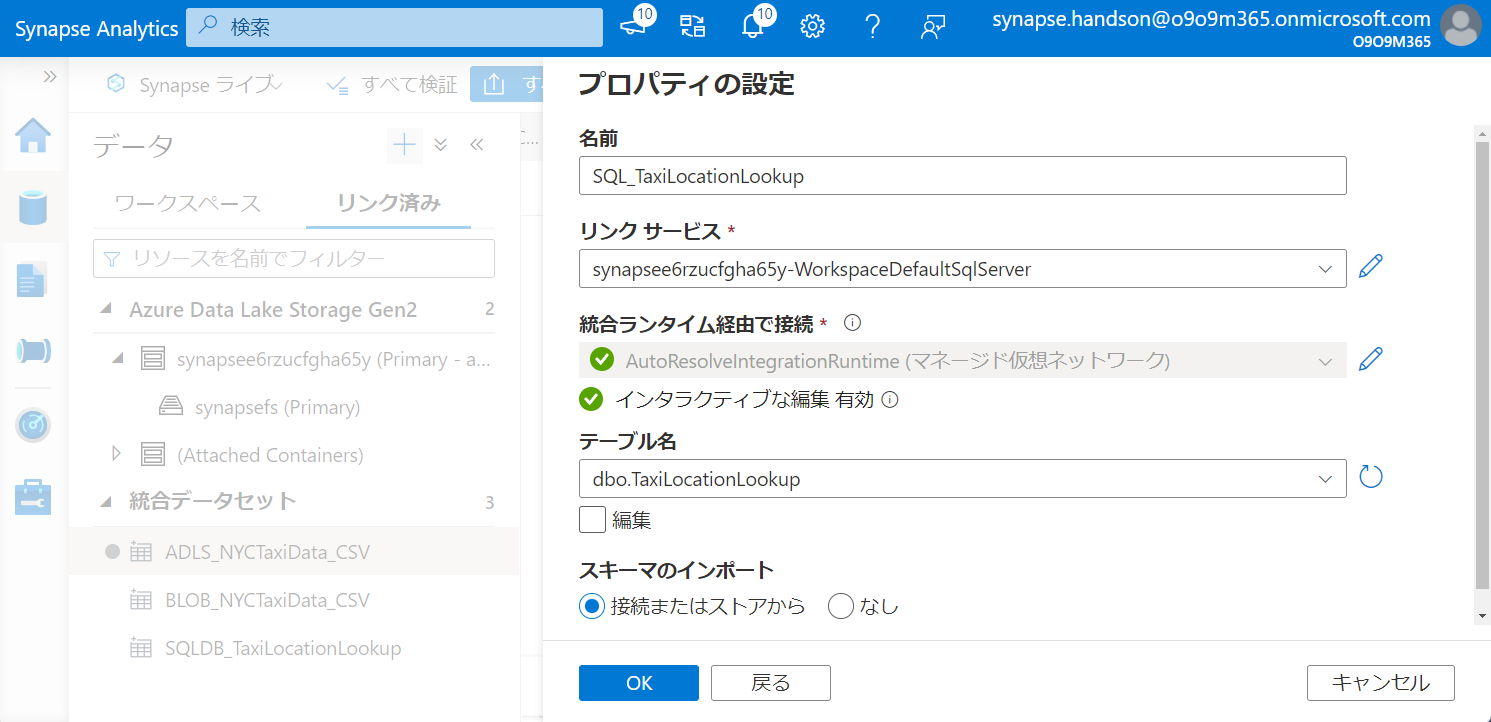 Synapse Analytics
検索
10
10
synapse.handson@o9o9m365.onmicrosoft.com
O9O9M365
Synapse ライブ
すべて検証
す
データ
ワークスペース
リンク済み
リソースを名前でフィルター
Azure Data Lake Storage Gen2 2
synapsee6rzucfgha65y (Primary - a...
synapsefs (Primary)
(Attached Containers)
統合データセット 3
ADLS_NYCTaxiData_CSV
BLOB_NYCTaxiData_CSV
SQLDB_TaxiLocationLookup
プロパティの設定
名前
SQL_TaxiLocationLookup
リンク サービス *
synapsee6rzucfgha65y-WorkspaceDefaultSqlServer
統合ランタイム経由で接続 *
AutoResolveIntegrationRuntime (マネージド仮想ネットワーク)
インタラクティブな編集 有効
テーブル名
dbo.TaxiLocationLookup
編集
スキーマのインポート
接続またはストアから
なし
OK
戻る
キャンセル